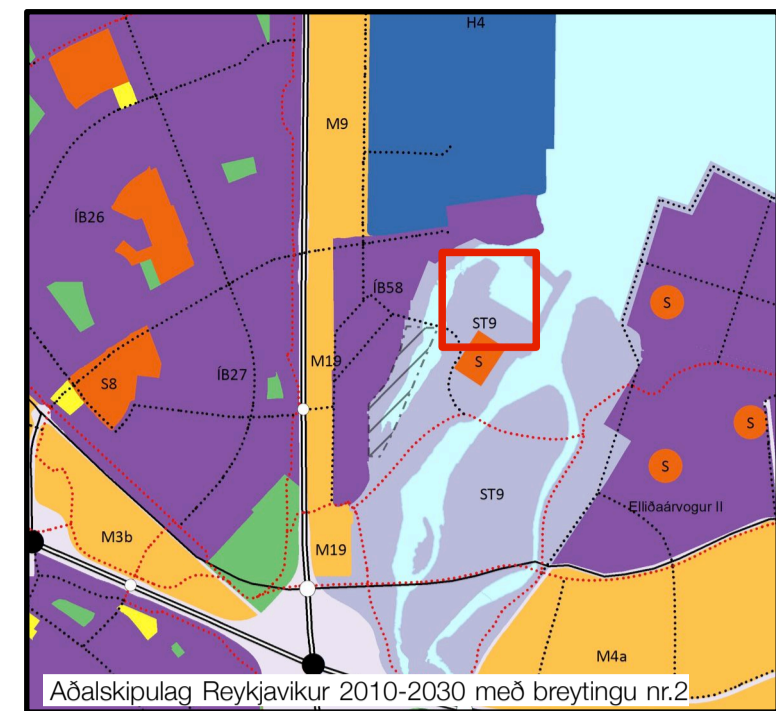 H4
M9
ÍB26
ÍB58
ST9
S
M19
S
S8
ÍB27
S
S
ST9
Elliðaárvogur II
M3b
M19
M4a
Aðalskipulag Reykjavikur 2010-2030 með breytingu nr.2